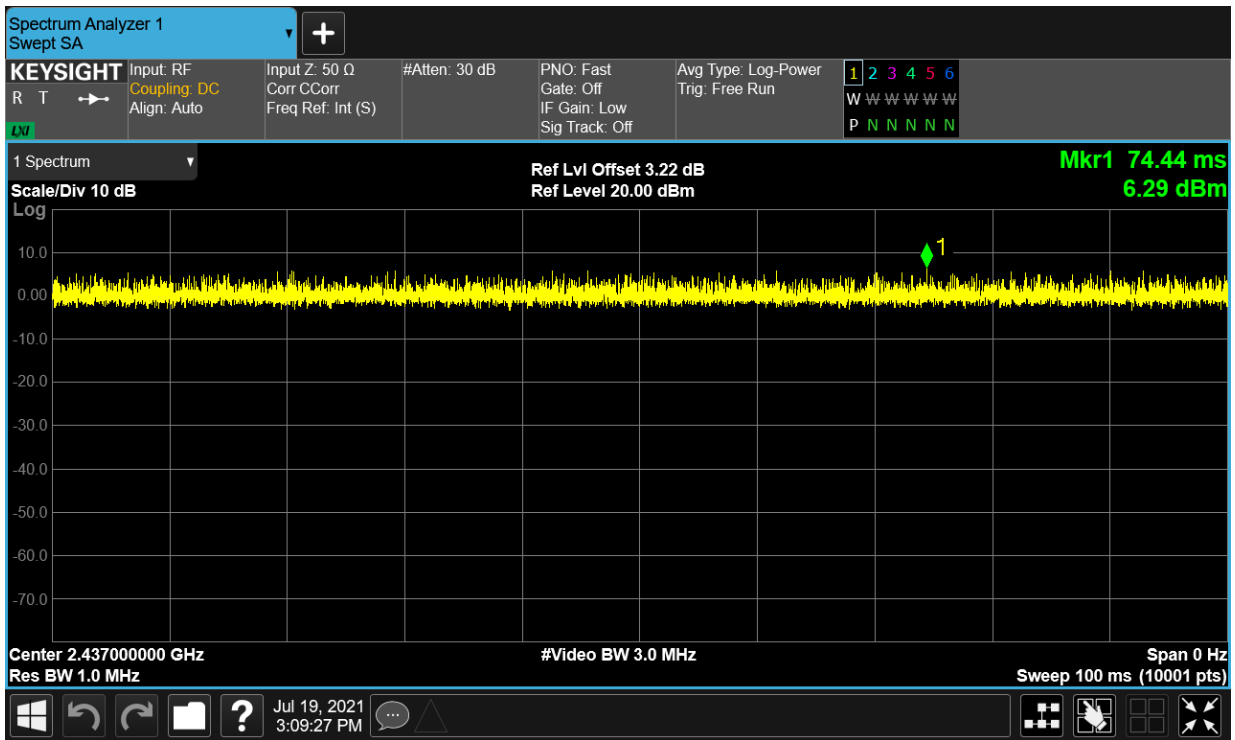 Spectrum Analyzer 1
Swept SA
+
KEYSIGHT
R T
LXI
Input: RF
Coupling: DC
Align: Auto
Input Z: 50 Ω
Corr CCorr
Freq Ref: Int (S)
#Atten: 30 dB
PNO: Fast
Gate: Off
IF Gain: Low
Sig Track: Off
Avg Type: Log-Power
Trig: Free Run
1 2 3 4 5 6
W W W W W W
P N N N N N
1 Spectrum
Scale/Div 10 dB
Ref Lvl Offset 3.22 dB
Ref Level 20.00 dBm
Mkr1 74.44 ms
6.29 dBm
Log
1
10.0
0.00
-10.0
-20.0
-30.0
-40.0
-50.0
-60.0
-70.0
Center 2.437000000 GHz
Res BW 1.0 MHz
#Video BW 3.0 MHz
Span 0 Hz
Sweep 100 ms (10001 pts)
?
Jul 19, 2021
3:09:27 PM